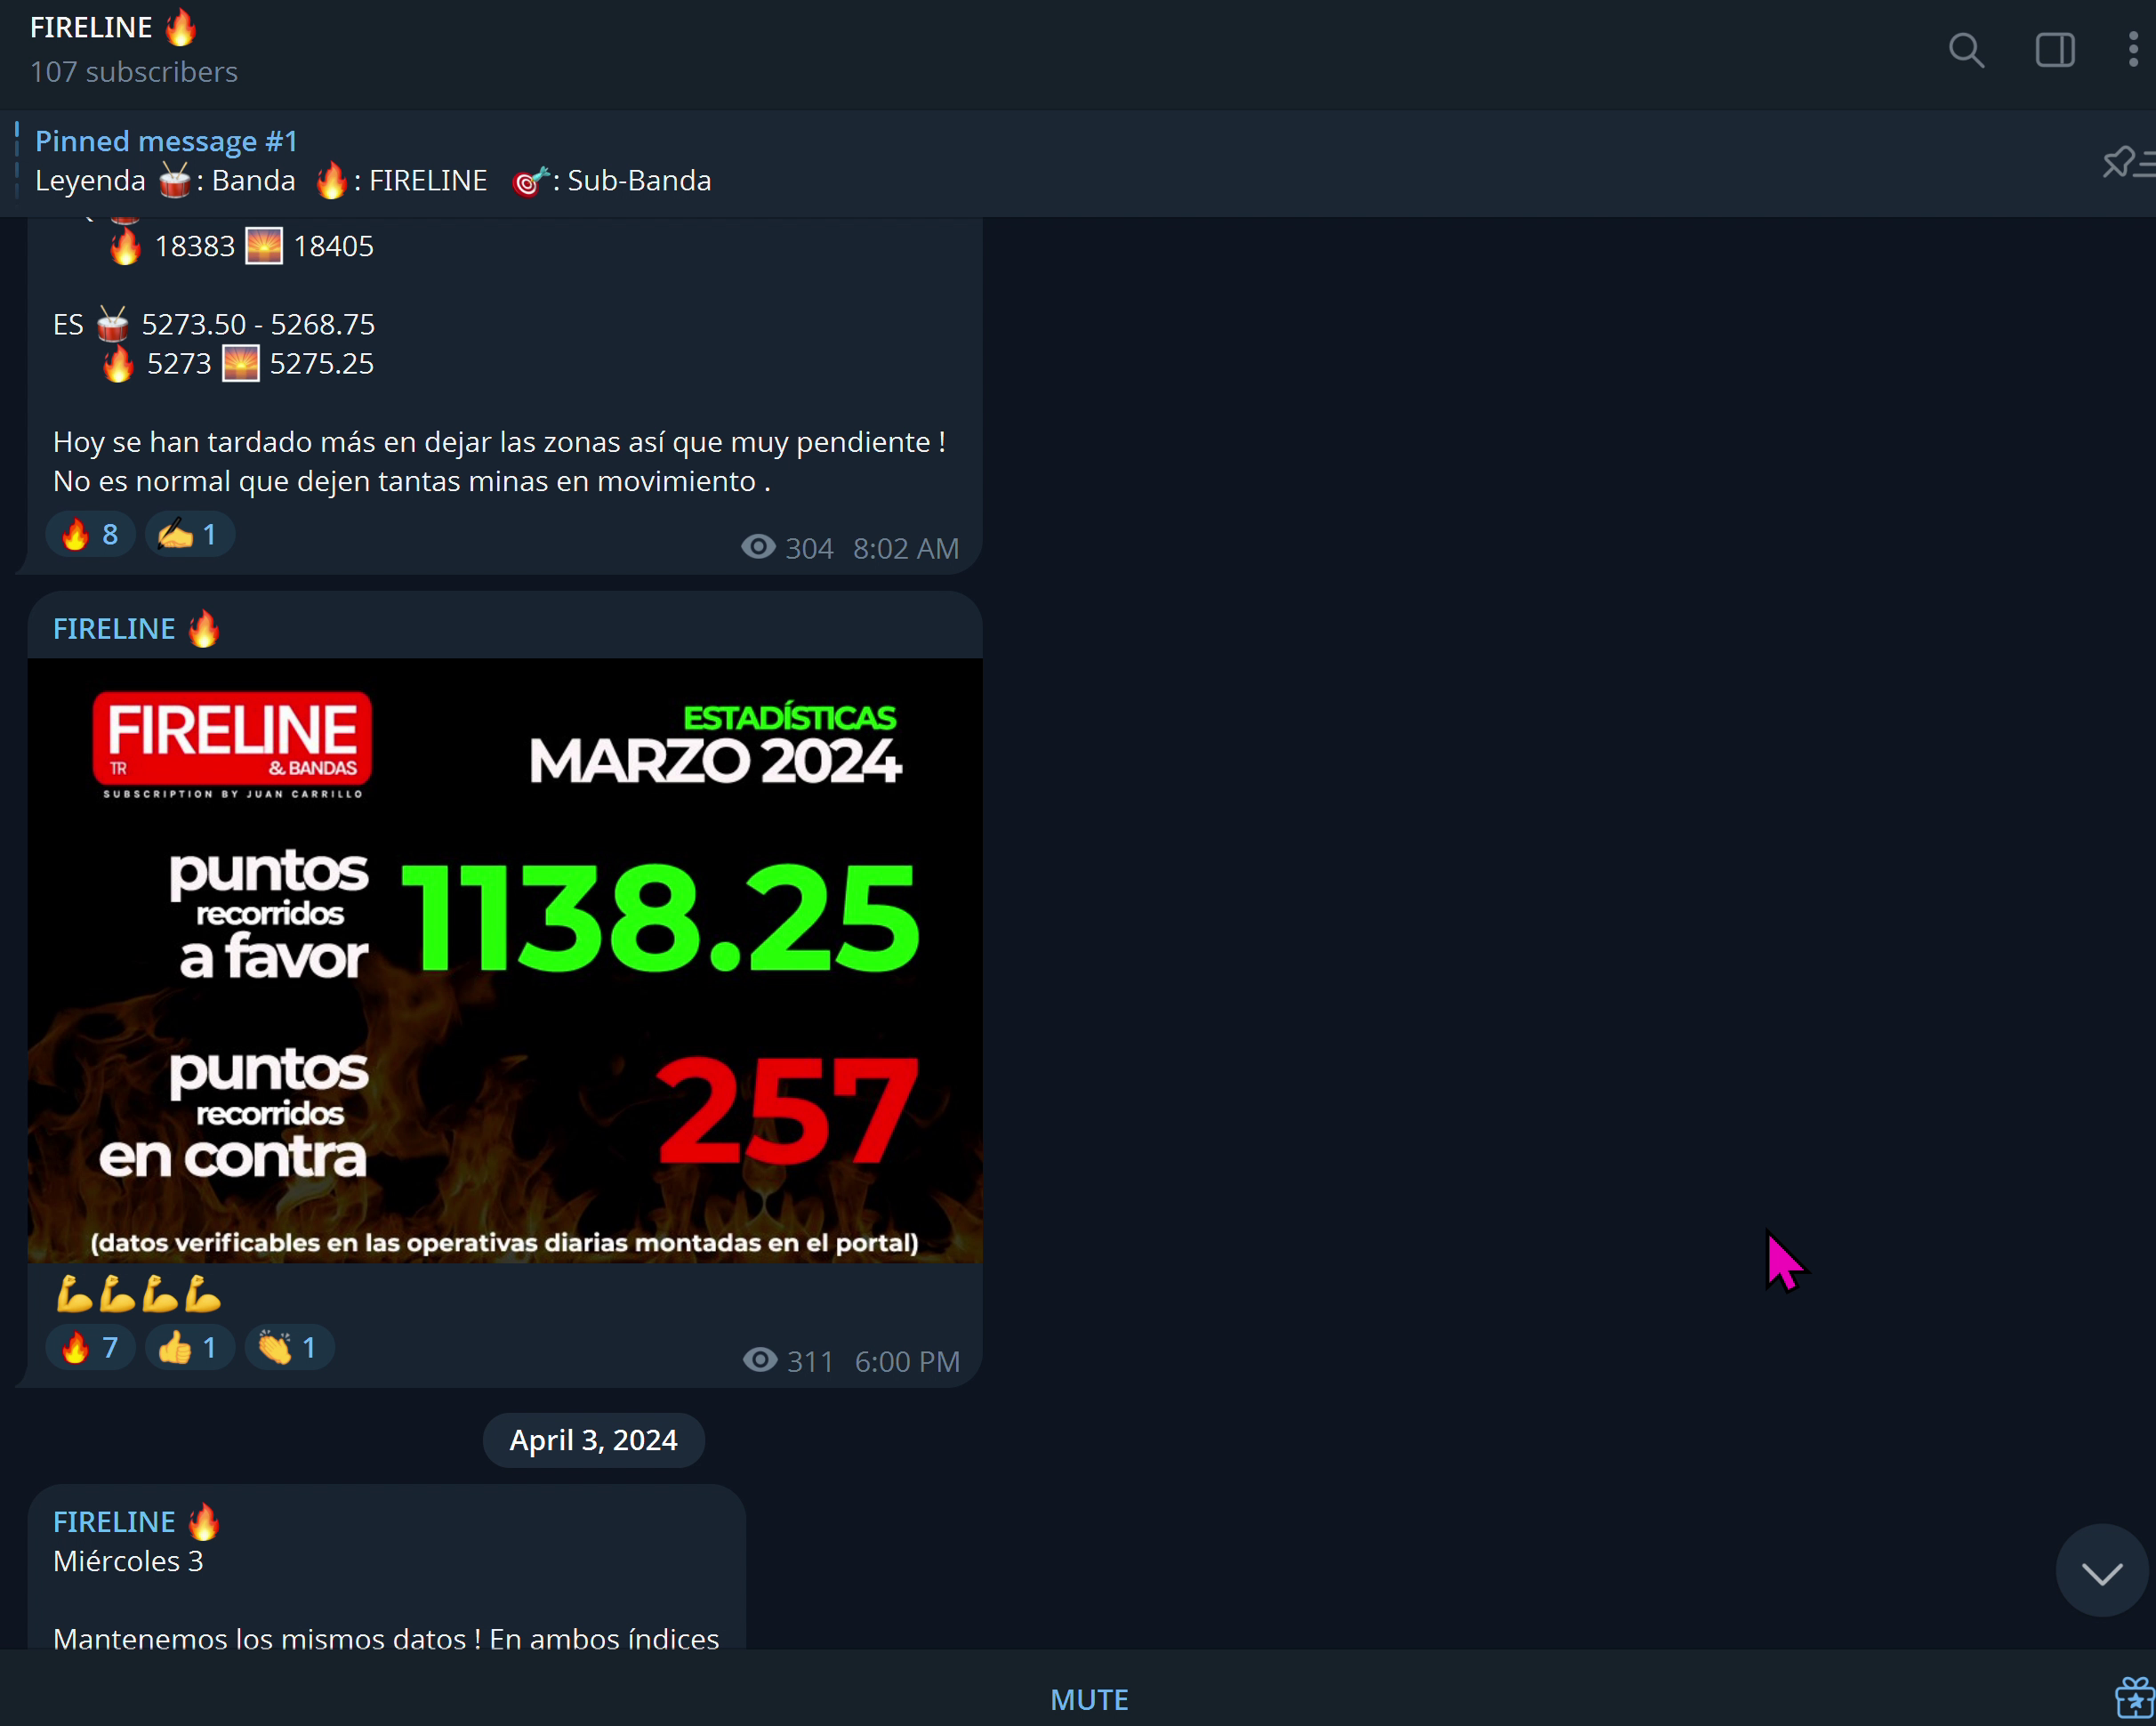 FIRELINE 🔥
107 subscribers
Pinned message #1
Leyenda 🥁: Banda 🔥: FIRELINE 🎯: Sub-Banda
🔥 18383 🌅 18405
ES 🥁 5273.50 - 5268.75
🔥 5273 🌅 5275.25
Hoy se han tardado más en dejar las zonas así que muy pendiente !
No es normal que dejen tantas minas en movimiento .
🔥 8 ✍️ 1
304 8:02 AM
FIRELINE 🔥
FIRELINE
TR & BANDAS
SUBSCRIPTION BY JUAN CARRILLO
ESTADÍSTICAS
MARZO 2024
puntos
recorridos
a favor
1138.25
puntos
recorridos
en contra
257
(datos verificables en las operativas diarias montadas en el portal)
💪💪💪💪
🔥 7 👍 1 👏 1
311 6:00 PM
April 3, 2024
FIRELINE 🔥
Miércoles 3
Mantenemos los mismos datos ! En ambos índices
MUTE